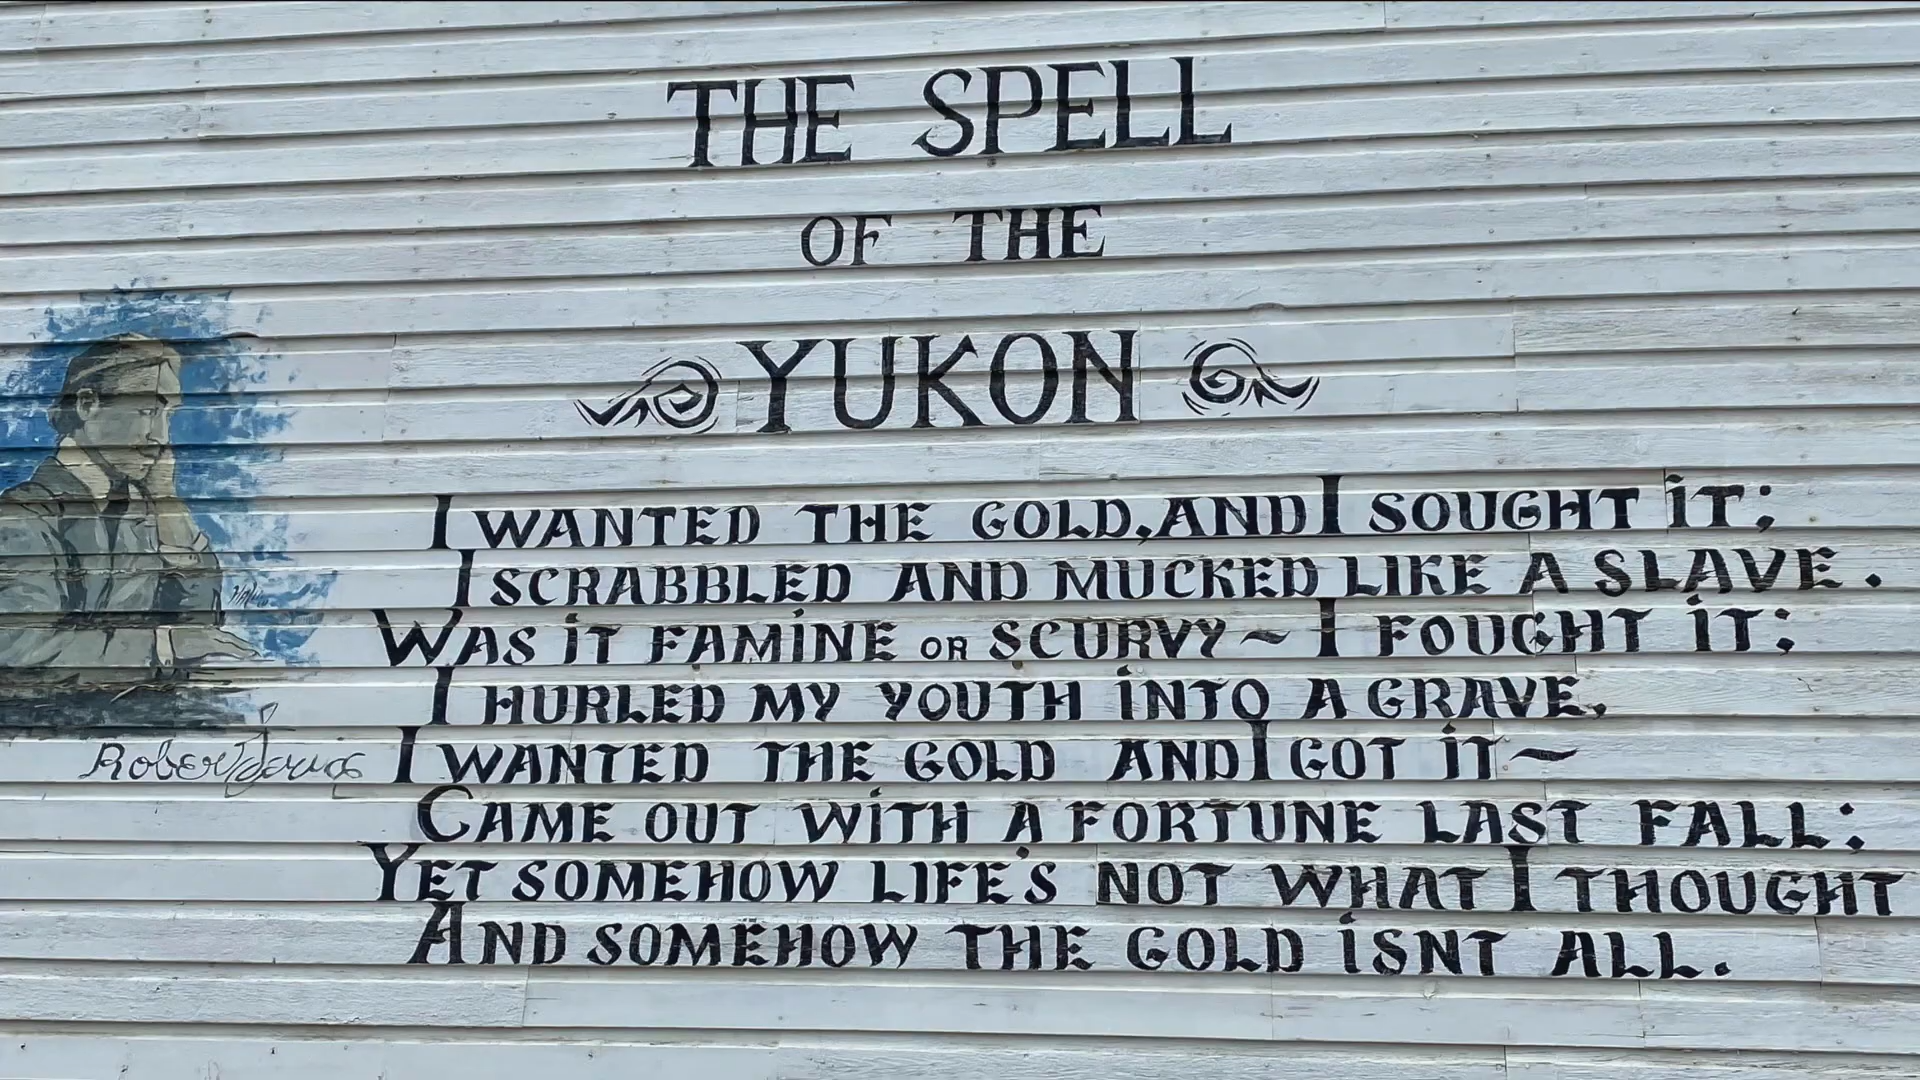 THE SPELL
OF THE
YUKON
I WANTED THE GOLD, AND I SOUGHT iT;
I SCRABBLED AND MUCKED LIKE A SLAVE.
WAS iT FAMiNE OR SCURVY ~ I FOUGHT iT;
I HURLED MY YOUTH iNTO A GRAVE,
I WANTED THE GOLD AND I GOT iT ~
CAME OUT WiTH A FORTUNE LAST FALL;
YET SOMEHOW LIFE'S NOT WHAT I THOUGHT
AND SOMEHOW THE GOLD iSNT ALL.
Robert Service